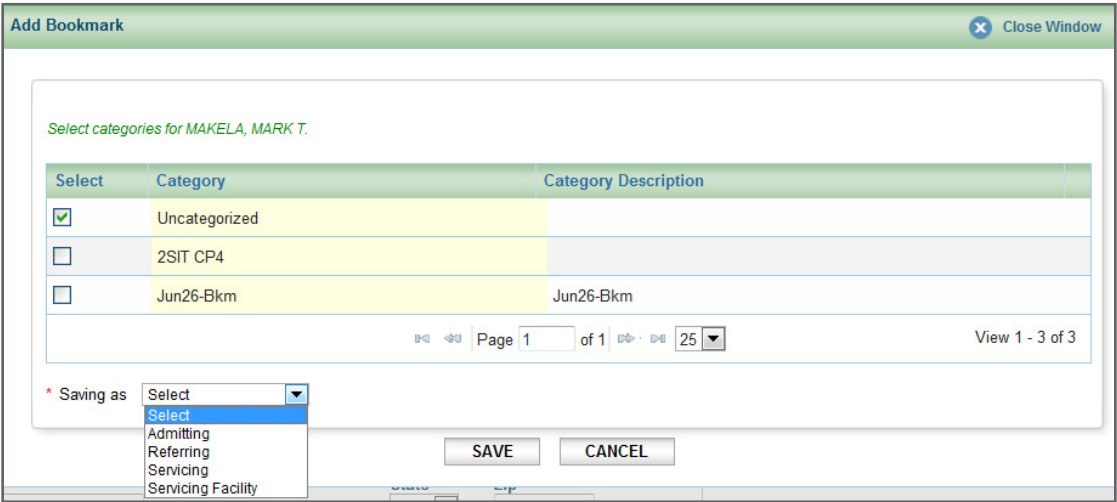 Add Bookmark Close Window
Select categories for MAKELA, MARK T.
Select Category Category Description
Uncategorized
2SIT CP4
Jun26-Bkm Jun26-Bkm
Page 1 of 1 25 View 1 - 3 of 3
* Saving as Select
Select
Admitting
Referring
Servicing
Servicing Facility
SAVE CANCEL
State Zip